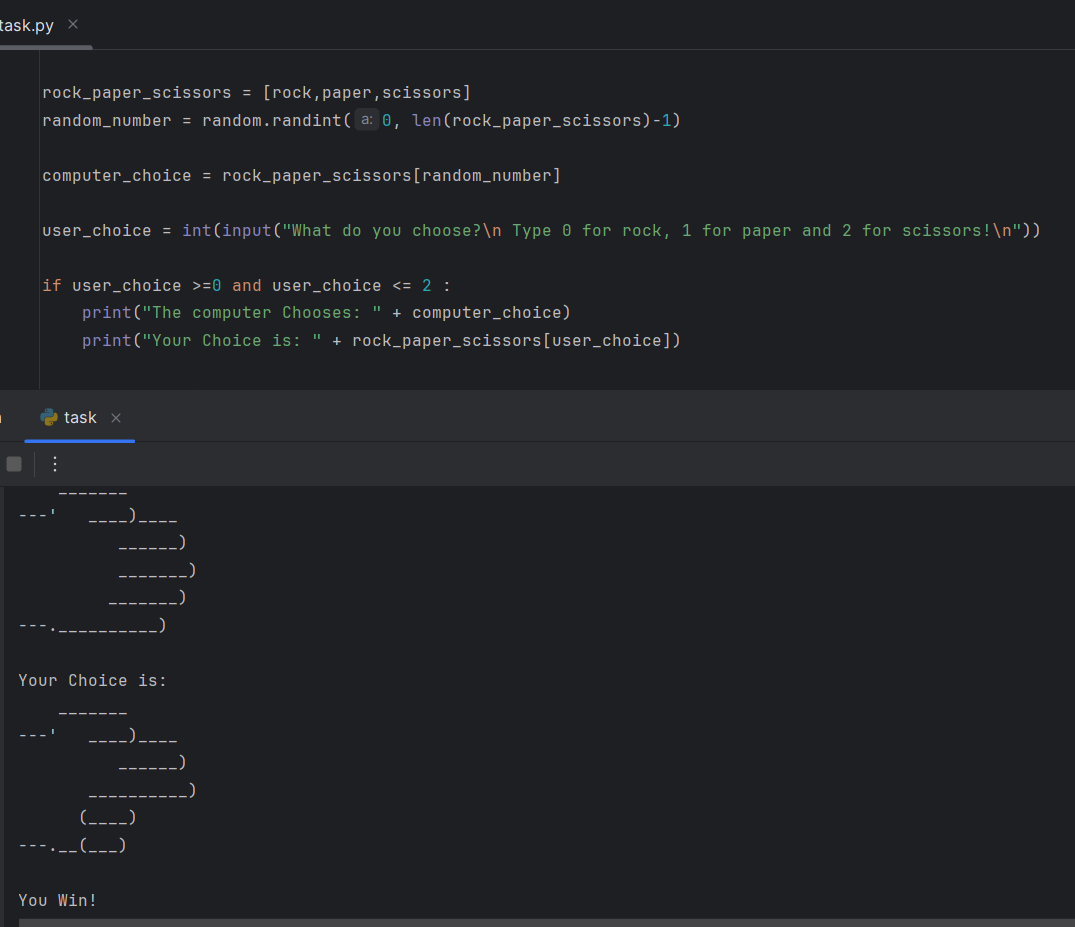 task.py ×
rock_paper_scissors = [rock,paper,scissors]
random_number = random.randint( a: 0, len(rock_paper_scissors)-1)
computer_choice = rock_paper_scissors[random_number]
user_choice = int(input("What do you choose?\n Type 0 for rock, 1 for paper and 2 for scissors!\n"))
if user_choice >=0 and user_choice <= 2 :
    print("The computer Chooses: " + computer_choice)
    print("Your Choice is: " + rock_paper_scissors[user_choice])
task ×
    _______
---'   ____)____
          ______)
          _______)
         _______)
---.__________)
Your Choice is:
    _______
---'   ____)____
          ______)
       __________)
      (____)
---.__(___)
You Win!